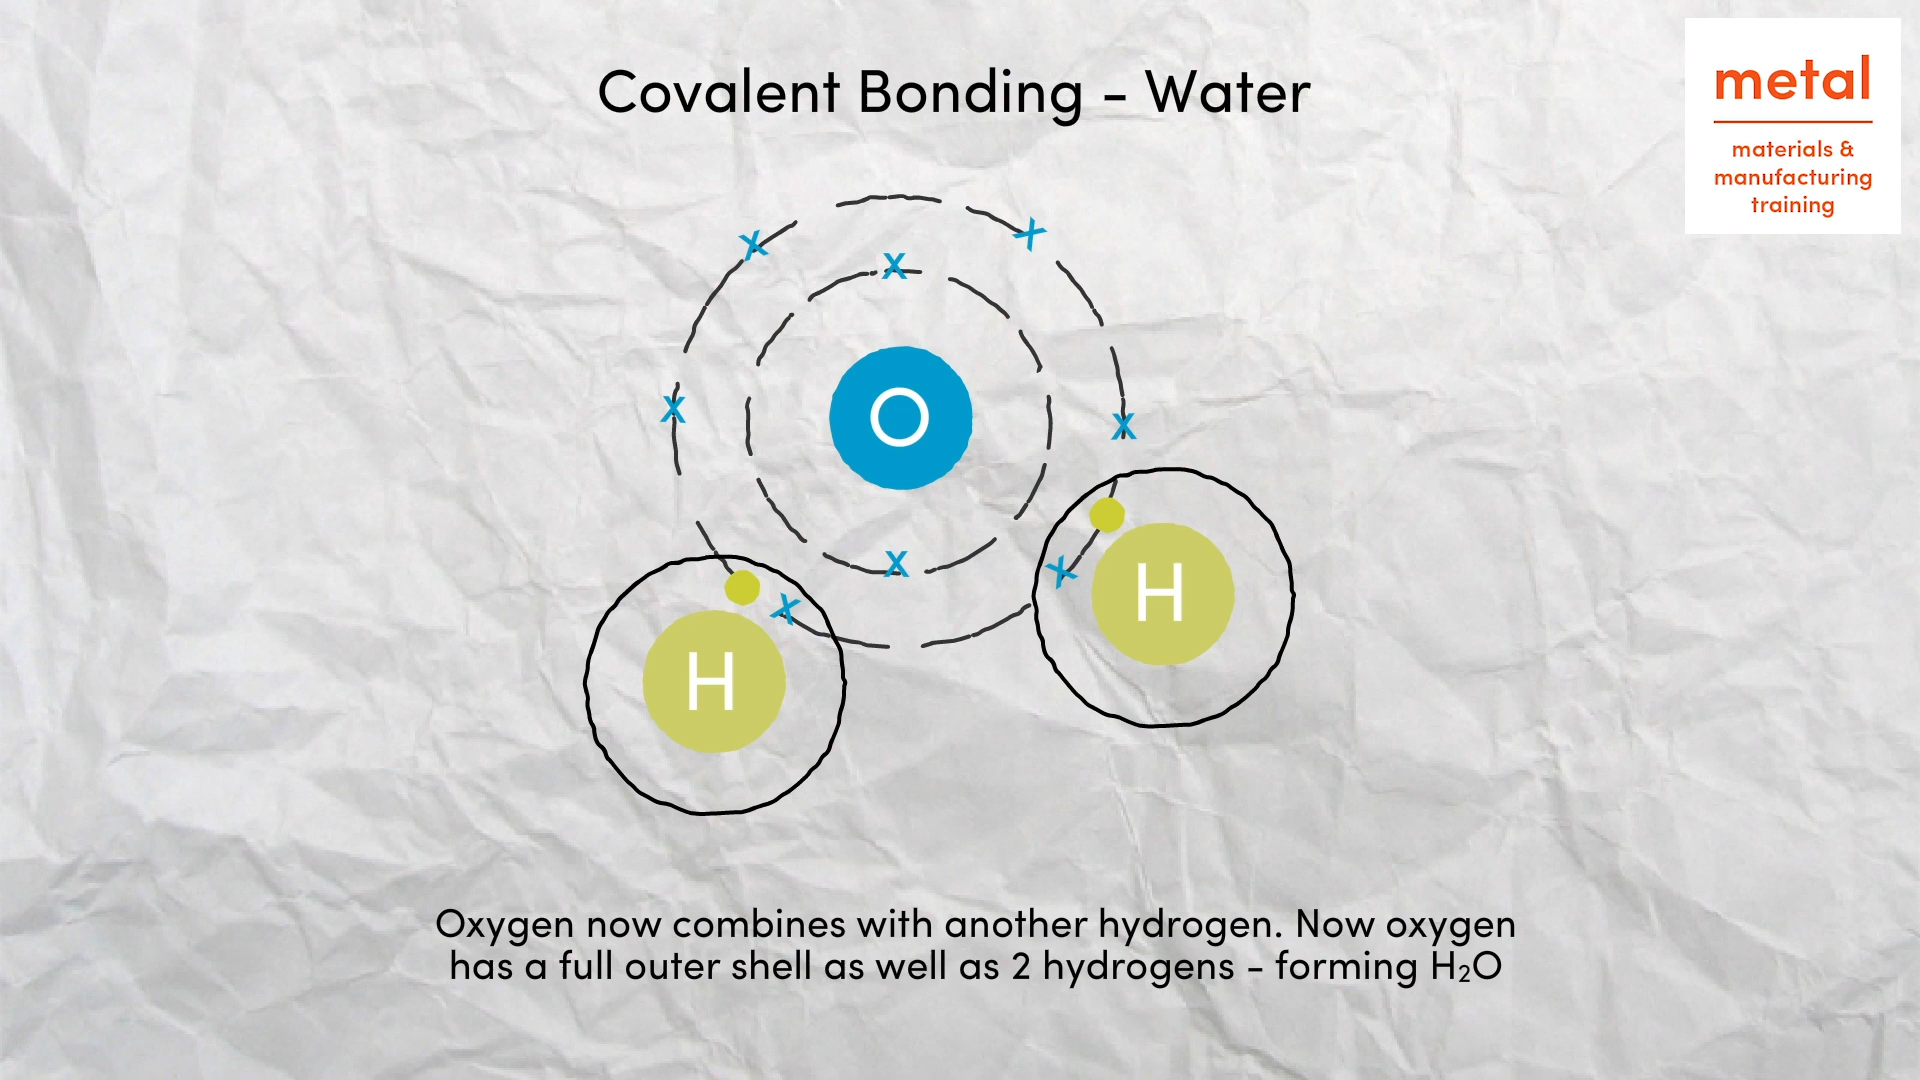 Covalent Bonding - Water
metal
materials &
manufacturing
training
x
x
x
x
x
O
x
x
x
H
x
H
Oxygen now combines with another hydrogen. Now oxygen
has a full outer shell as well as 2 hydrogens - forming H₂O